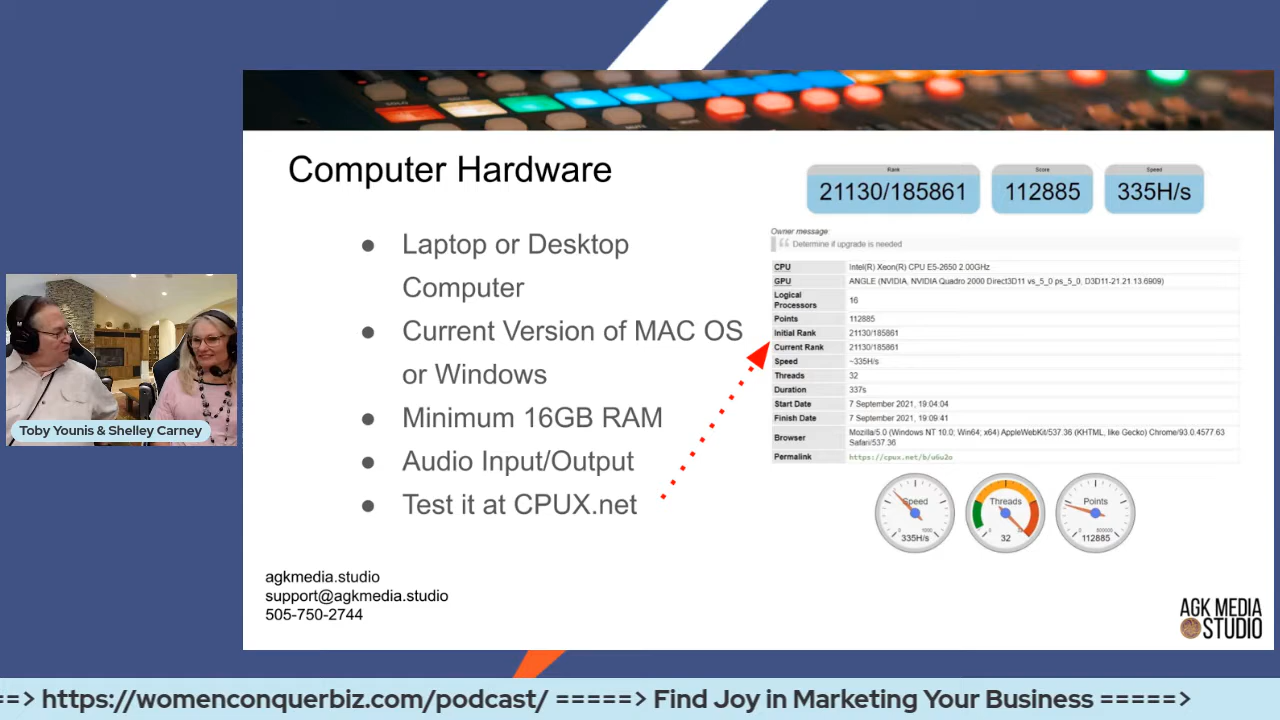 Computer Hardware
● Laptop or Desktop
Computer
● Current Version of MAC OS
or Windows
● Minimum 16GB RAM
● Audio Input/Output
● Test it at CPUX.net
agkmedia.studio
support@agkmedia.studio
505-750-2744
Rank
21130/185861
Score
112885
Speed
335H/s
Owner message:
Determine if upgrade is needed
CPU Intel(R) Xeon(R) CPU E5-2650 2.00GHz
GPU ANGLE (NVIDIA, NVIDIA Quadro 2000 Direct3D11 vs_5_0 ps_5_0, D3D11-21.21.13.6909)
Logical
Processors 16
Points 112885
Initial Rank 21130/185861
Current Rank 21130/185861
Speed ~335H/s
Threads 32
Duration 337s
Start Date 7 September 2021, 19:04:04
Finish Date 7 September 2021, 19:09:41
Browser Mozilla/5.0 (Windows NT 10.0; Win64; x64) AppleWebKit/537.36 (KHTML, like Gecko) Chrome/93.0.4577.63
Safari/537.36
Permalink https://cpux.net/b/u6u2o
Speed
335H/s
Threads
32
Points
112885
AGK MEDIA
STUDIO
Toby Younis & Shelley Carney
==> https://womenconquerbiz.com/podcast/ =====> Find Joy in Marketing Your Business =====>